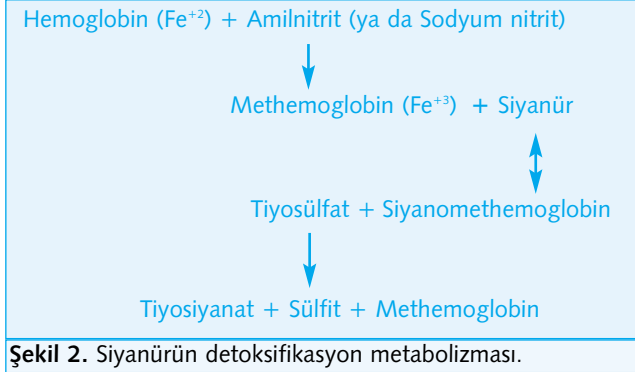 Hemoglobin (Fe⁺²) + Amilnitrit (ya da Sodyum nitrit)
Methemoglobin (Fe⁺³) + Siyanür
Tiyosülfat + Siyanomethemoglobin
Tiyosiyanat + Sülfit + Methemoglobin
Şekil 2. Siyanürün detoksifikasyon metabolizması.